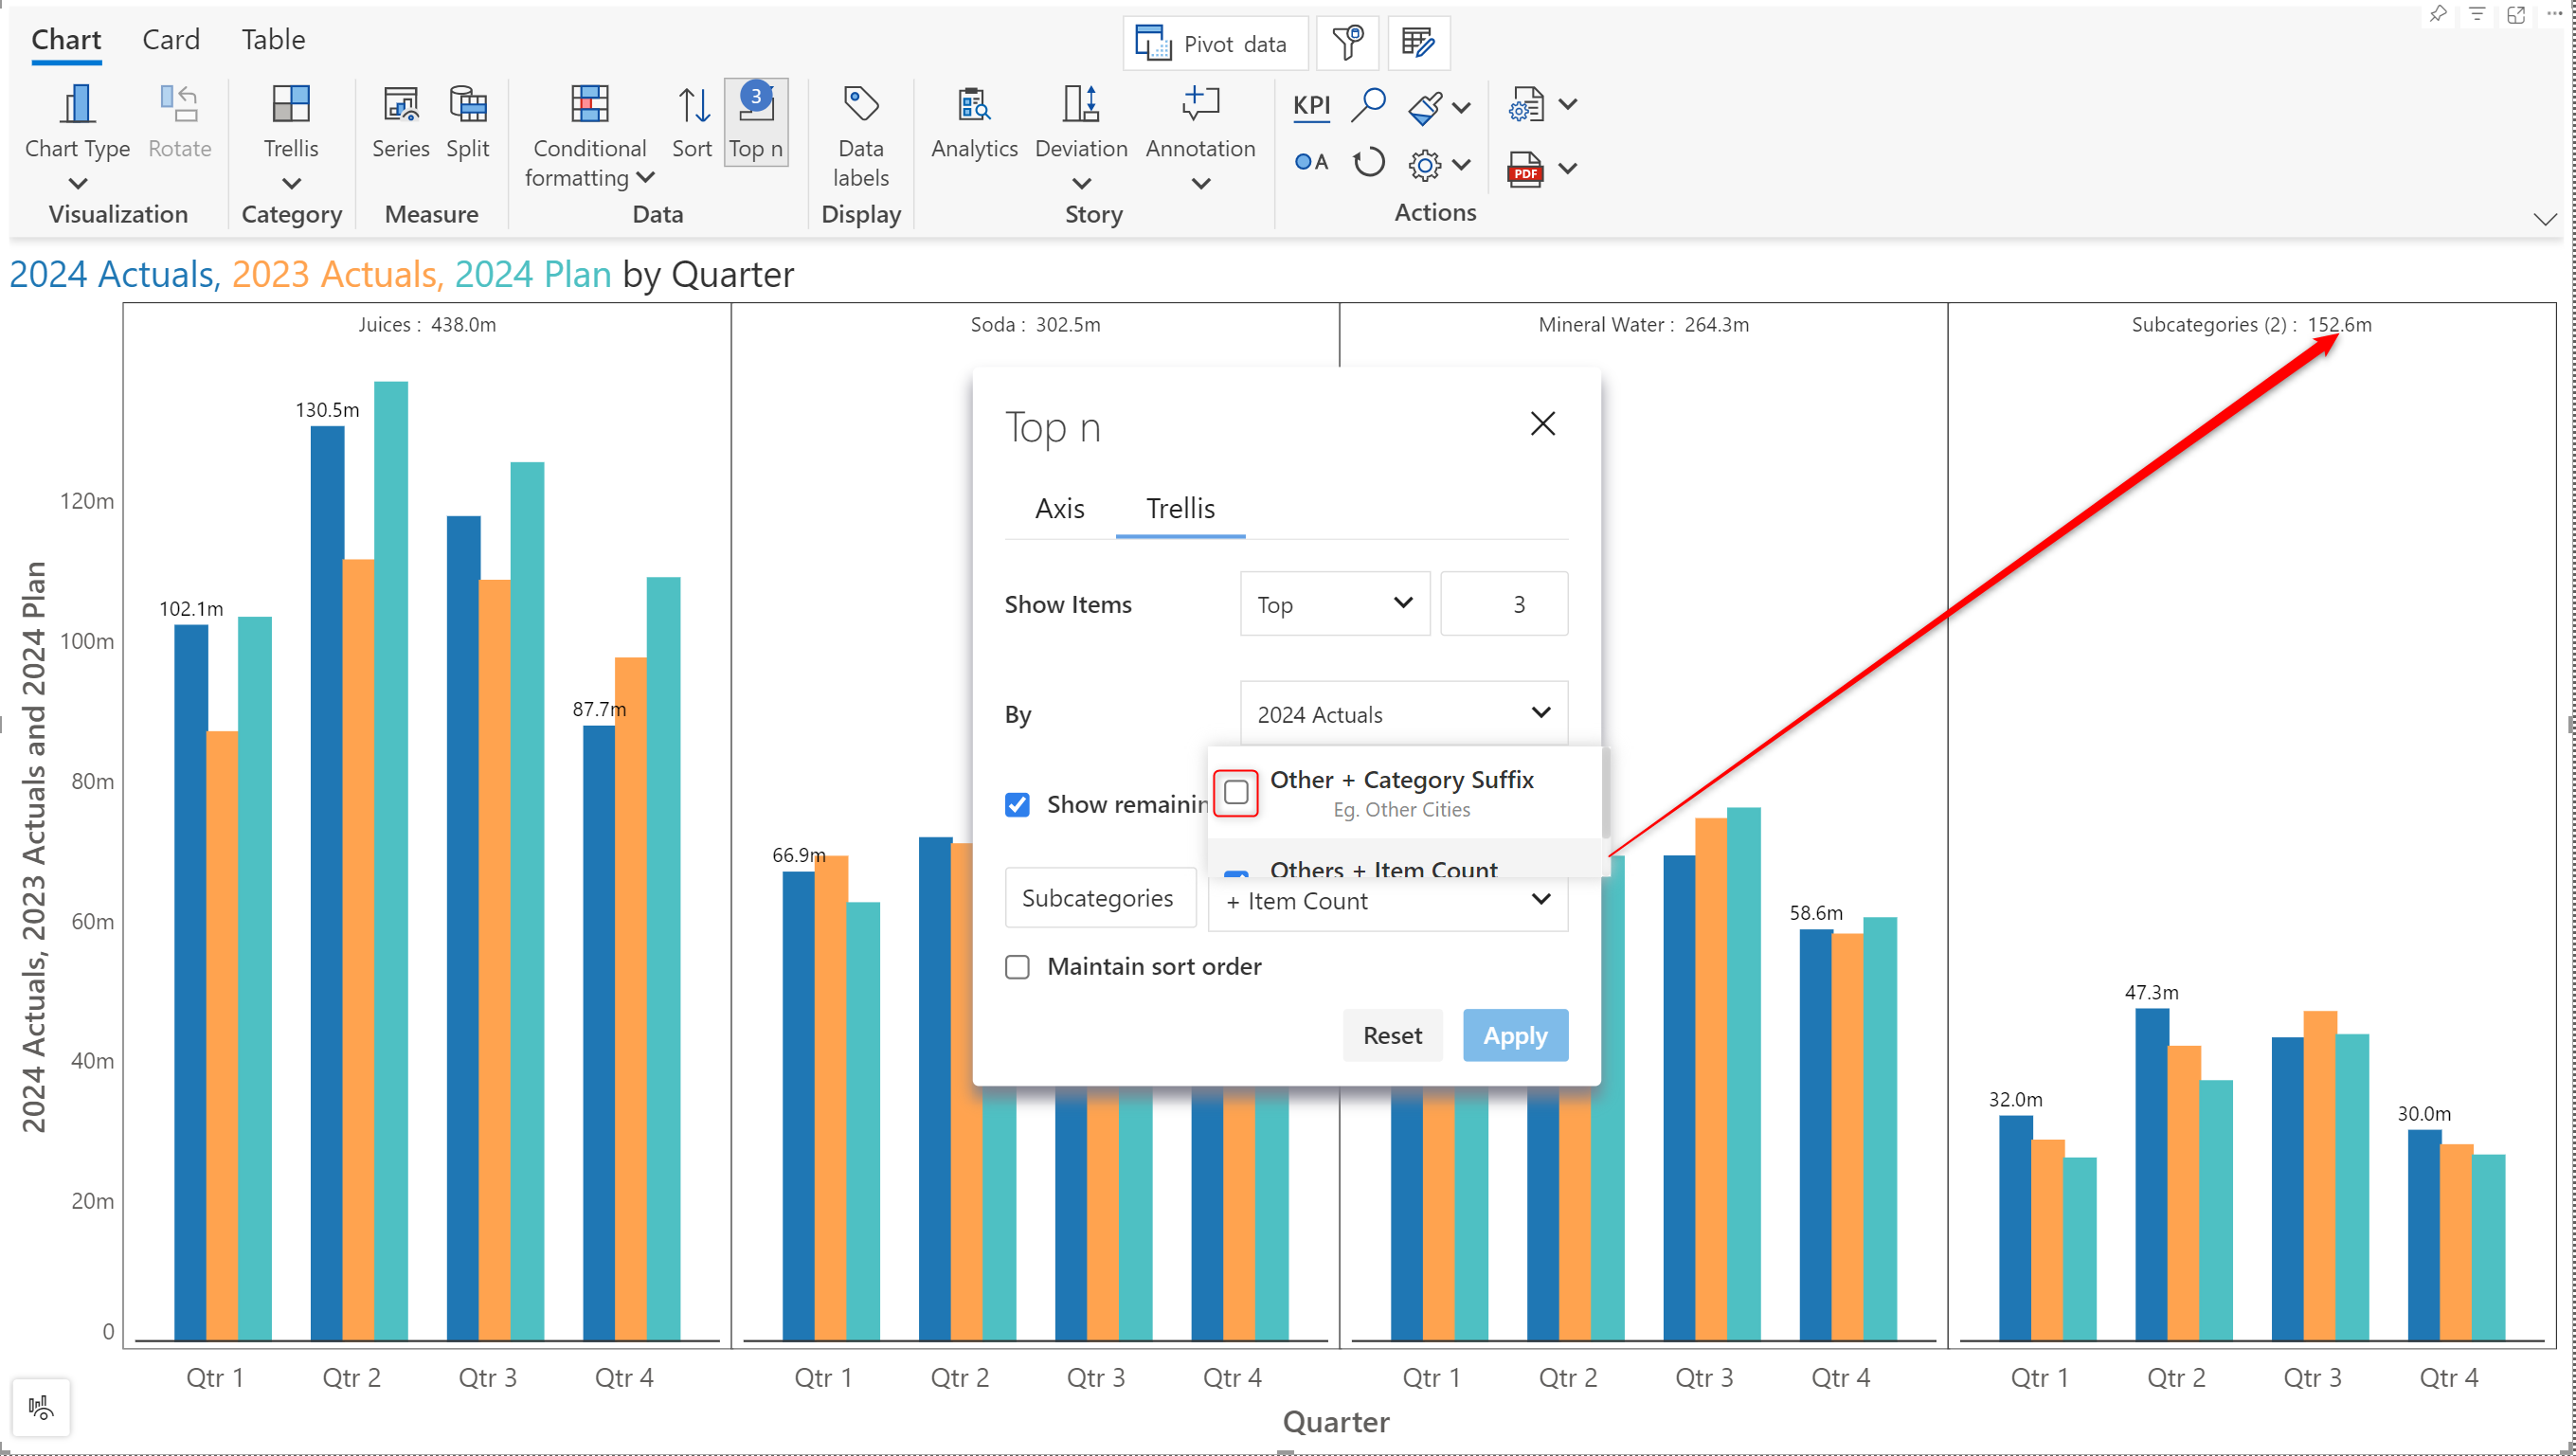 Chart Card Table
Pivot data
Chart Type
Rotate
Trellis
Series
Split
Conditional
formatting
Sort
3
Top n
Data
labels
Analytics
Deviation
Annotation
KPI
A
PDF
Visualization
Category
Measure
Data
Display
Story
Actions
2024 Actuals, 2023 Actuals, 2024 Plan by Quarter
Juices : 438.0m
Soda : 302.5m
Mineral Water : 264.3m
Subcategories (2) : 152.6m
2024 Actuals, 2023 Actuals and 2024 Plan
120m
100m
80m
60m
40m
20m
0
102.1m
130.5m
87.7m
66.9m
58.6m
32.0m
47.3m
30.0m
Top n
Axis Trellis
Show Items
Top
3
By
2024 Actuals
Other + Category Suffix
Eg. Other Cities
Show remainin
Others + Item Count
Subcategories
+ Item Count
Maintain sort order
Reset Apply
Qtr 1 Qtr 2 Qtr 3 Qtr 4
Qtr 1 Qtr 2 Qtr 3 Qtr 4
Qtr 1 Qtr 2 Qtr 3 Qtr 4
Qtr 1 Qtr 2 Qtr 3 Qtr 4
Quarter